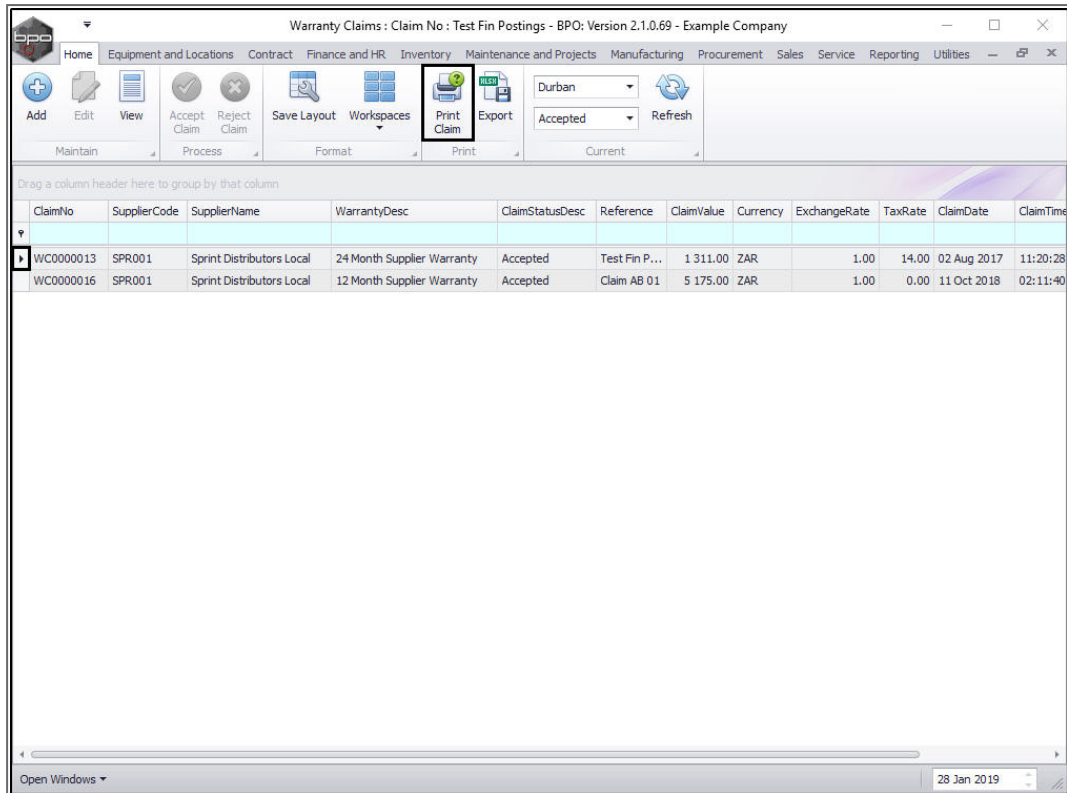 Warranty Claims : Claim No : Test Fin Postings - BPO: Version 2.1.0.69 - Example Company
bpo
Home Equipment and Locations Contract Finance and HR Inventory Maintenance and Projects Manufacturing Procurement Sales Service Reporting Utilities
Add Edit View Accept Claim Reject Claim Save Layout Workspaces Print Claim XLSX Export Durban Accepted Refresh
Maintain Process Format Print Current
Drag a column header here to group by that column
ClaimNo SupplierCode SupplierName WarrantyDesc ClaimStatusDesc Reference ClaimValue Currency ExchangeRate TaxRate ClaimDate ClaimTime
WC0000013 SPR001 Sprint Distributors Local 24 Month Supplier Warranty Accepted Test Fin P... 1 311.00 ZAR 1.00 14.00 02 Aug 2017 11:20:28
WC0000016 SPR001 Sprint Distributors Local 12 Month Supplier Warranty Accepted Claim AB 01 5 175.00 ZAR 1.00 0.00 11 Oct 2018 02:11:40
Open Windows 28 Jan 2019